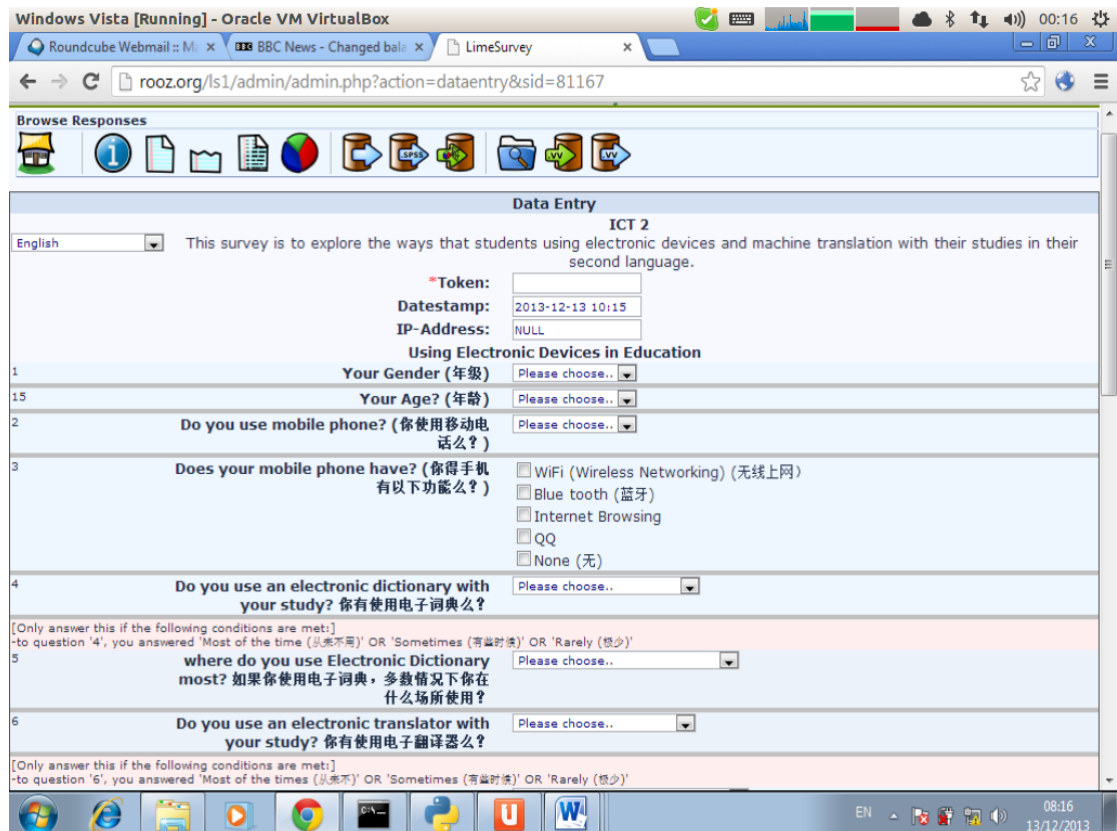 Windows Vista [Running] - Oracle VM VirtualBox
00:16
Roundcube Webmail :: M
BBC News - Changed bala
LimeSurvey
rooz.org/ls1/admin/admin.php?action=dataentry&sid=81167
Browse Responses
Data Entry
ICT 2
English
This survey is to explore the ways that students using electronic devices and machine translation with their studies in their
second language.
*Token:
Datestamp: 2013-12-13 10:15
IP-Address: NULL
Using Electronic Devices in Education
1 Your Gender (年级) Please choose..
15 Your Age? (年龄) Please choose..
2 Do you use mobile phone? (你使用移动电 Please choose..
话么? )
3 Does your mobile phone have? (你得手机
有以下功能么? )
WiFi (Wireless Networking) (无线上网)
Blue tooth (蓝牙)
Internet Browsing
QQ
None (无)
4 Do you use an electronic dictionary with Please choose..
your study? 你有使用电子词典么?
[Only answer this if the following conditions are met:]
-to question '4', you answered 'Most of the time (从来不用)' OR 'Sometimes (有些时候)' OR 'Rarely (极少)'
5 where do you use Electronic Dictionary Please choose..
most? 如果你使用电子词典，多数情况下你在
什么场所使用?
6 Do you use an electronic translator with Please choose..
your study? 你有使用电子翻译器么?
[Only answer this if the following conditions are met:]
-to question '6', you answered 'Most of the times (从来不)' OR 'Sometimes (有些时候)' OR 'Rarely (极少)'
EN
08:16
13/12/2013